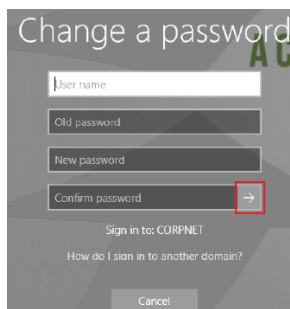 Change a password
AC
User name
Old password
New password
Confirm password
Sign in to: CORPNET
How do I sign in to another domain?
Cancel